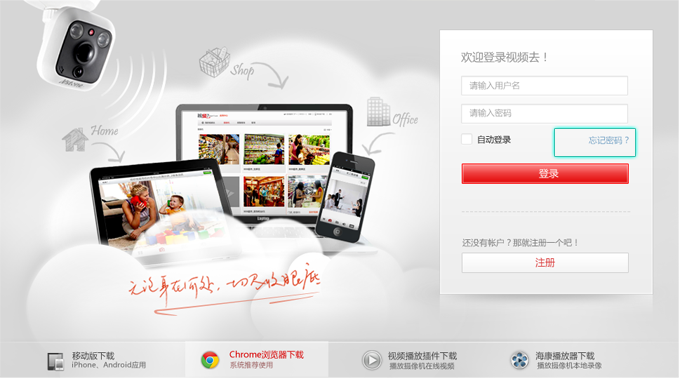 Shop
Office
Home
无论身在何处，一切尽收眼底
欢迎登录视频去！
请输入用户名
请输入密码
自动登录
忘记密码？
登录
还没有帐户？那就注册一个吧！
注册
移动版下载
iPhone、Android应用
Chrome浏览器下载
系统推荐使用
视频播放插件下载
播放摄像机在线视频
海康播放器下载
播放摄像机本地录像